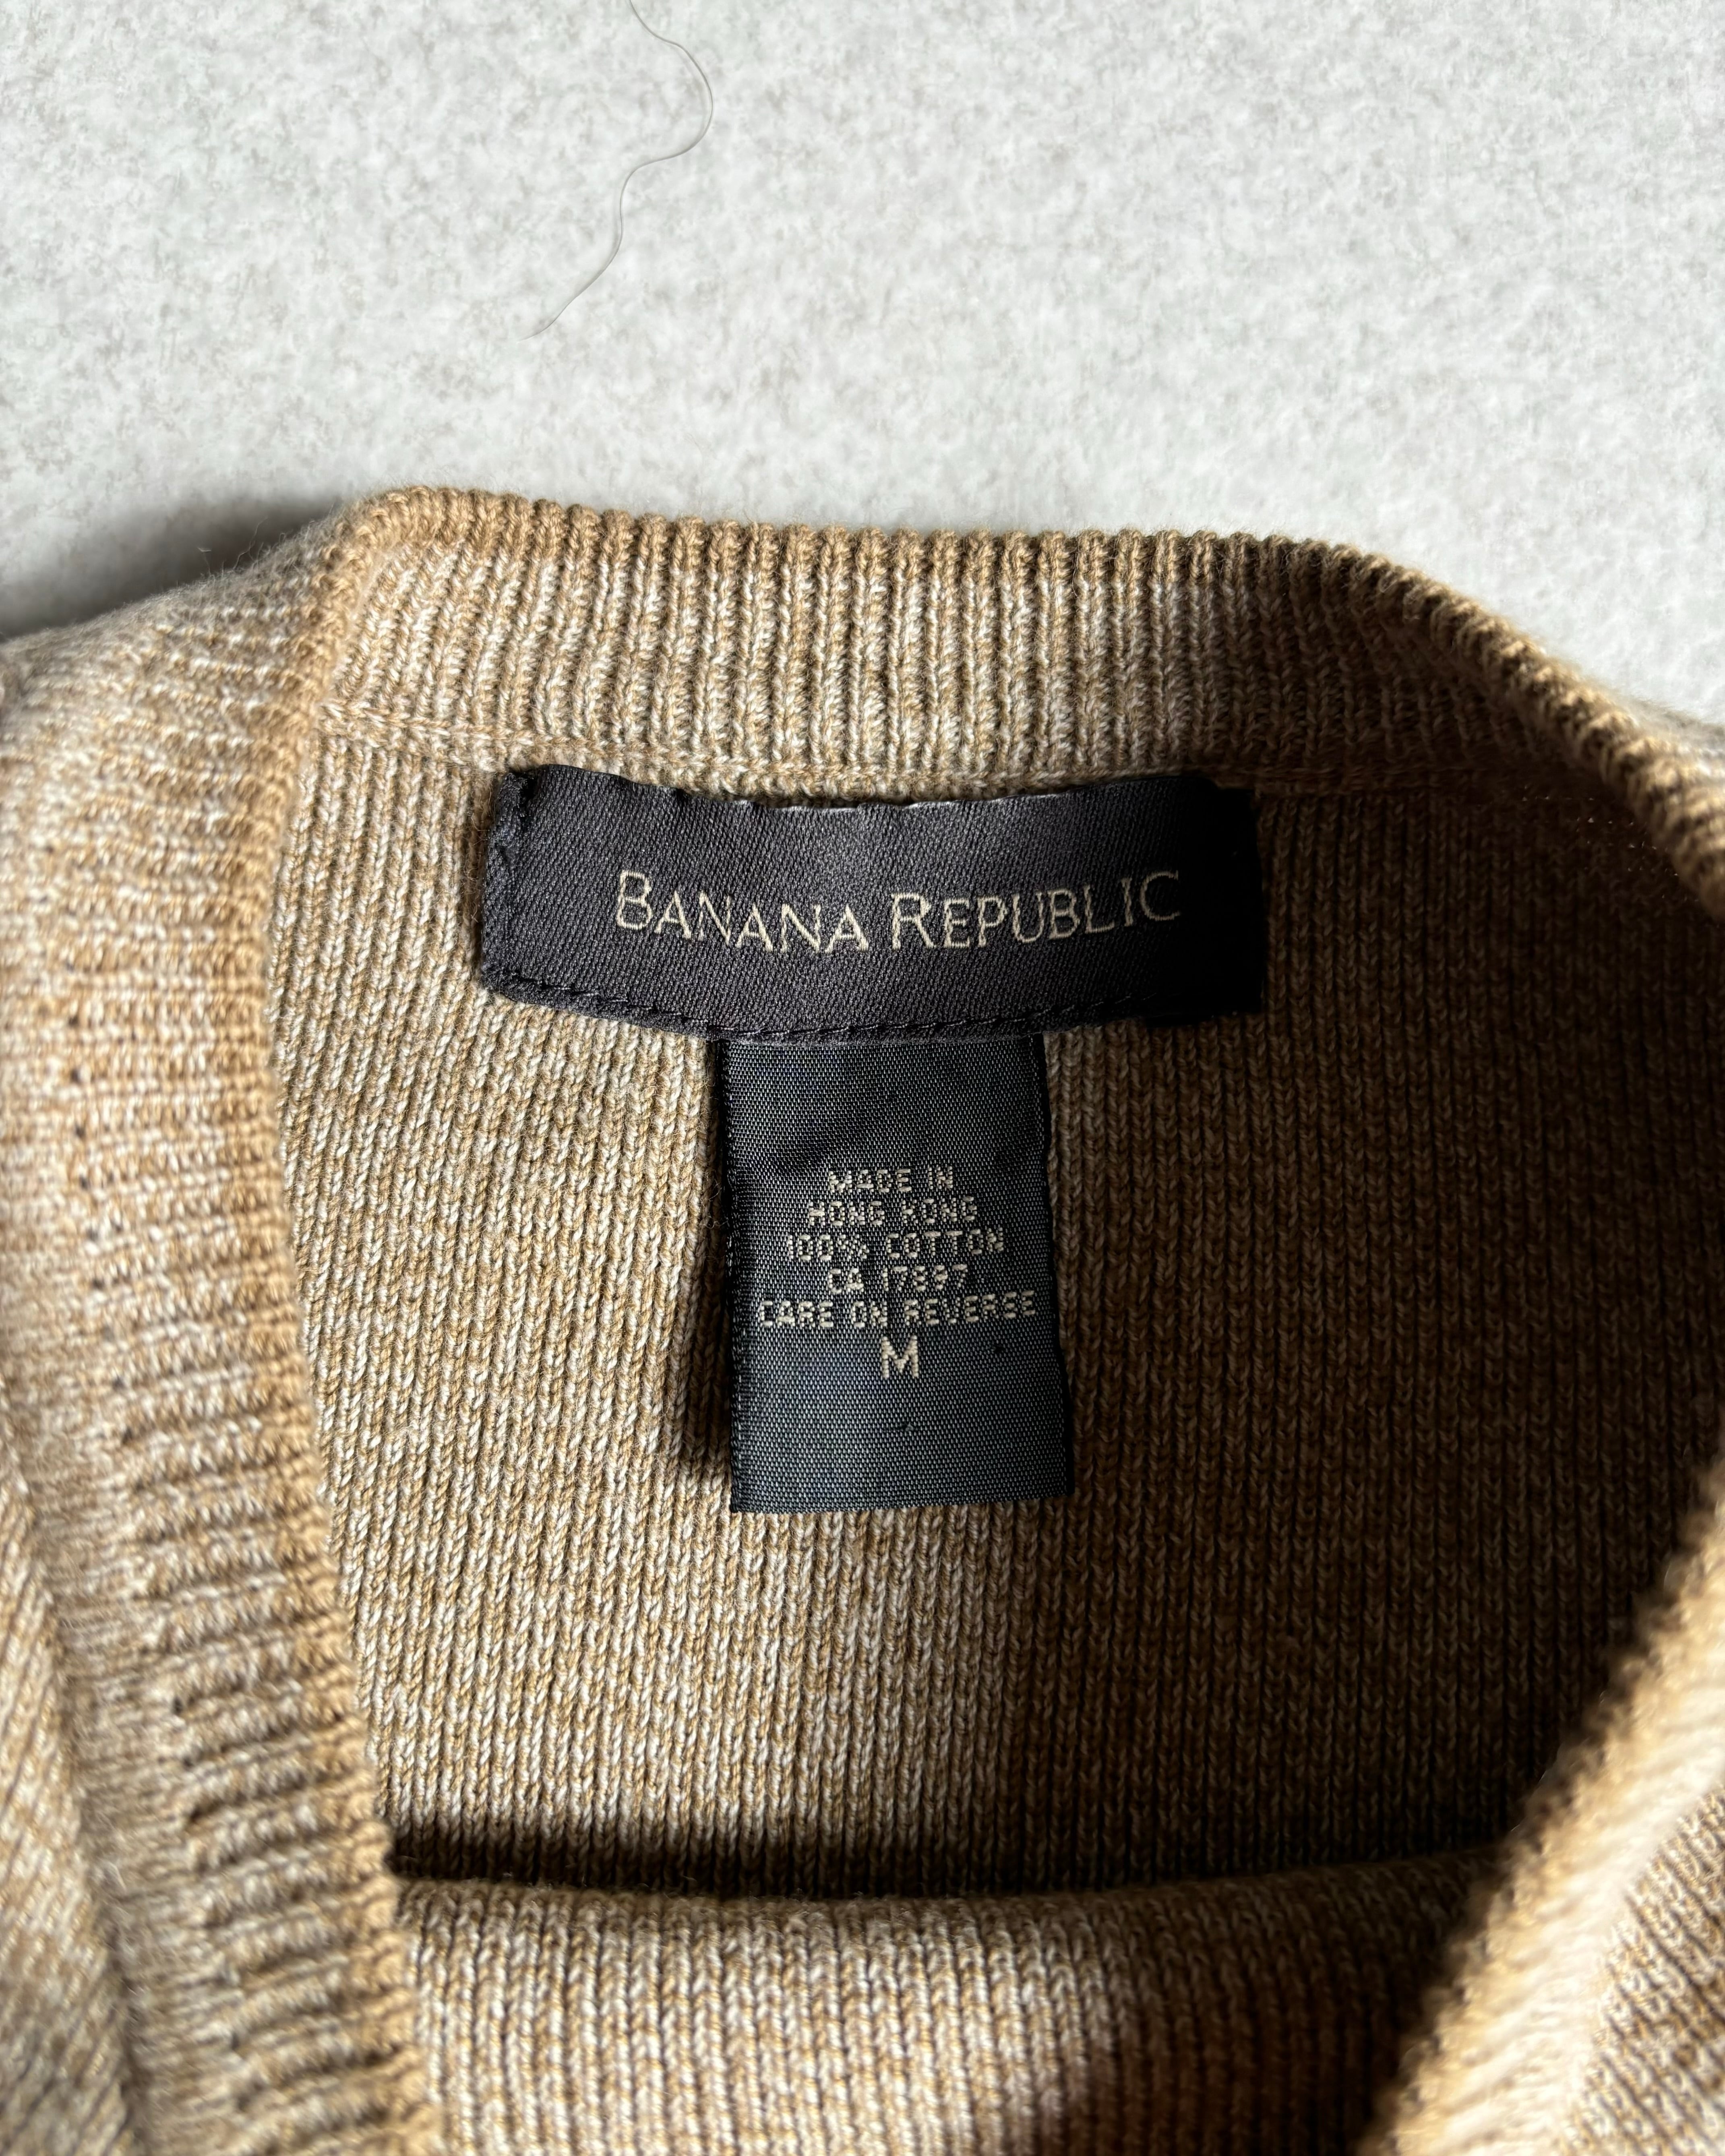 BANANA REPUBLIC
MADE IN
HONG KONG
100% COTTON
CA 17897
CARE ON REVERSE
M